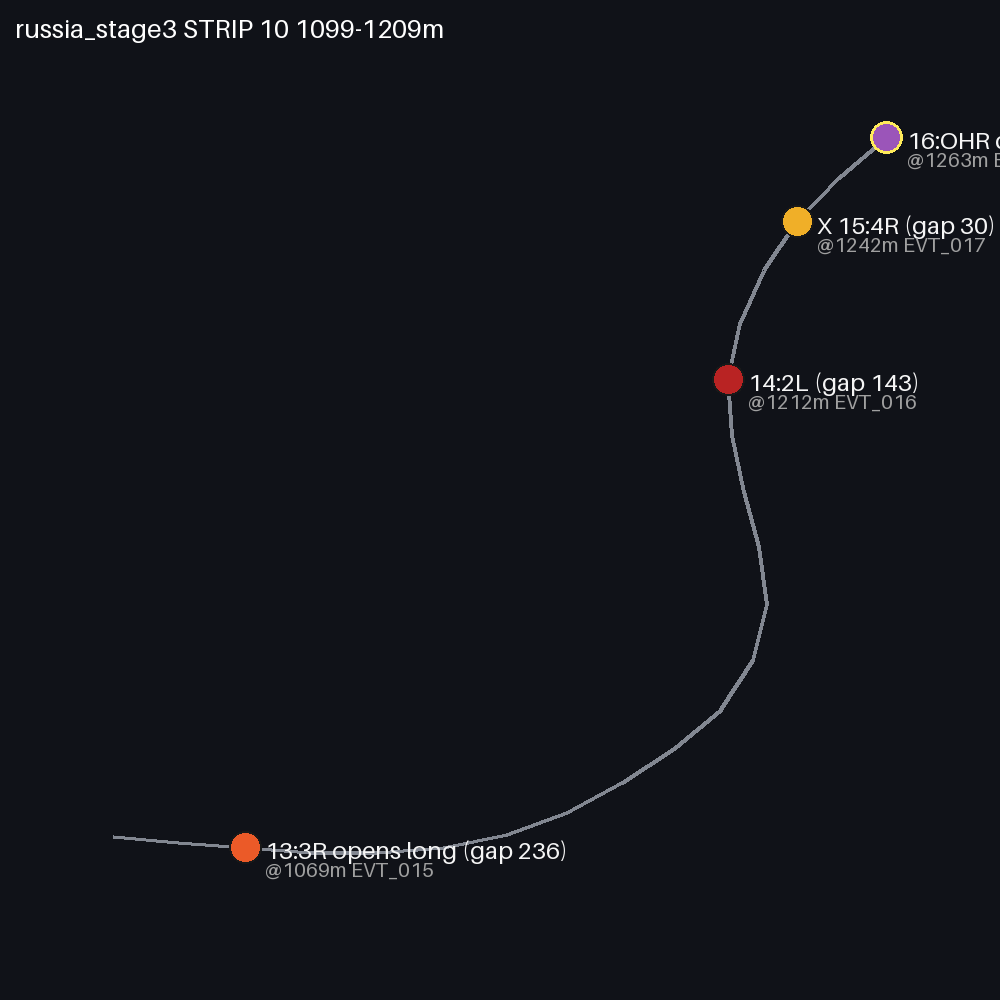 russia_stage3 STRIP 10 1099-1209m
16:OHR
@1263m
X 15:4R (gap 30)
@1242m EVT_017
14:2L (gap 143)
@1212m EVT_016
13:3R opens long (gap 236)
@1069m EVT_015